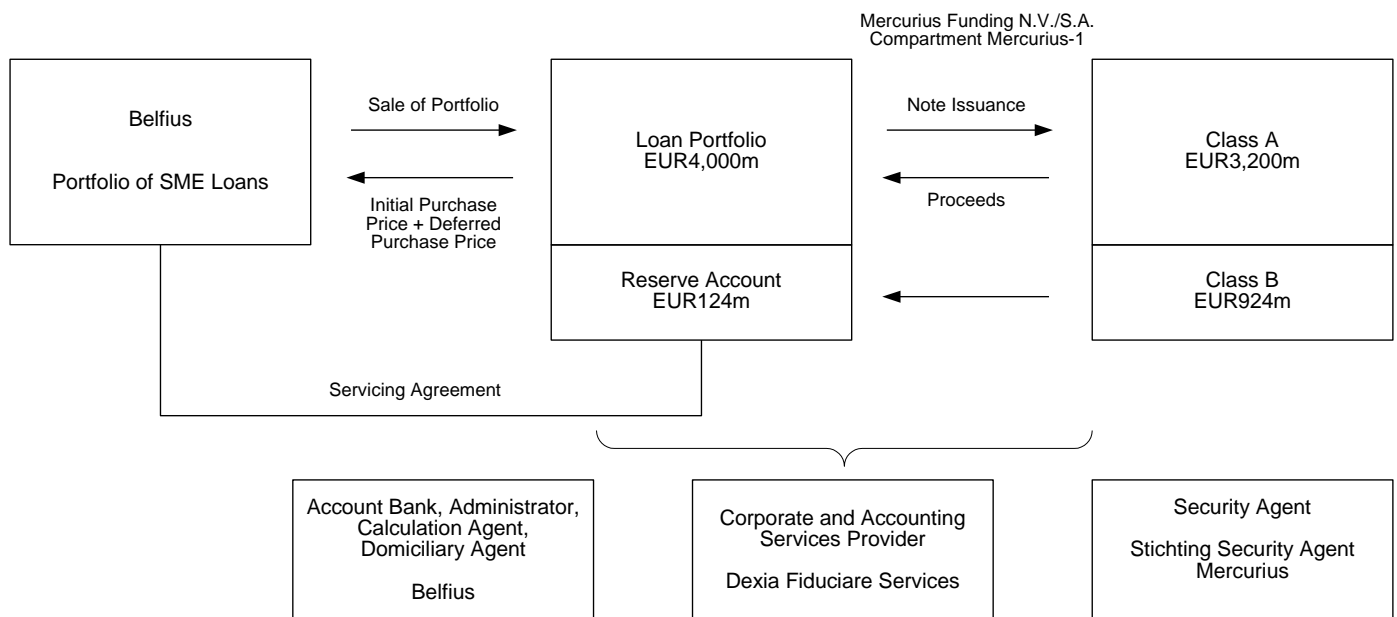 Mercurius Funding N.V./S.A.
Compartment Mercurius-1
Belfius
Portfolio of SME Loans
Sale of Portfolio
Initial Purchase
Price + Deferred
Purchase Price
Loan Portfolio
EUR4,000m
Note Issuance
Proceeds
Class A
EUR3,200m
Reserve Account
EUR124m
Class B
EUR924m
Servicing Agreement
Account Bank, Administrator,
Calculation Agent,
Domiciliary Agent
Belfius
Corporate and Accounting
Services Provider
Dexia Fiduciare Services
Security Agent
Stichting Security Agent
Mercurius